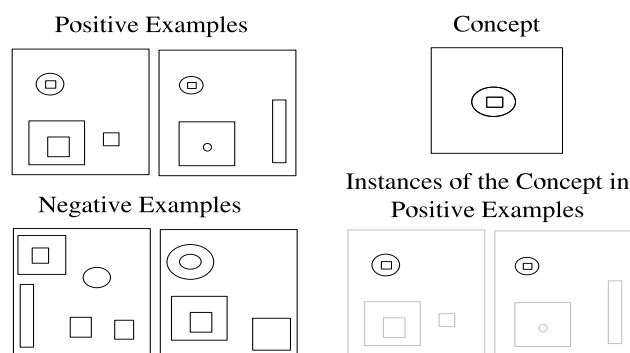 Positive Examples
Concept
Instances of the Concept in
Positive Examples
Negative Examples